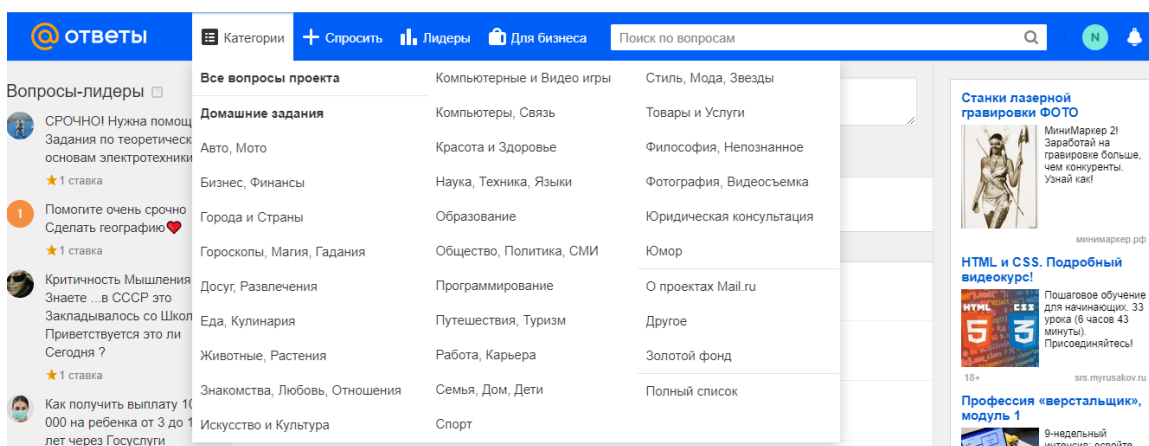 ответы
Категории
Спросить
Лидеры
Для бизнеса
Поиск по вопросам
N
Вопросы-лидеры
?
СРОЧНО! Нужна помощ
Задания по теоретическ
основам электротехники
1 ставка
1
Помогите очень срочно
Сделать географию
1 ставка
Критичность Мышления
Знаете ...в СССР это
Закладывалось со Школ
Приветствуется это ли
Сегодня ?
1 ставка
Как получить выплату 10
000 на ребенка от 3 до 1
лет через Госуслуги
Все вопросы проекта
Домашние задания
Авто, Мото
Бизнес, Финансы
Города и Страны
Гороскопы, Магия, Гадания
Досуг, Развлечения
Еда, Кулинария
Животные, Растения
Знакомства, Любовь, Отношения
Искусство и Культура
Компьютерные и Видео игры
Компьютеры, Связь
Красота и Здоровье
Наука, Техника, Языки
Образование
Общество, Политика, СМИ
Программирование
Путешествия, Туризм
Работа, Карьера
Семья, Дом, Дети
Спорт
Стиль, Мода, Звезды
Товары и Услуги
Философия, Непознанное
Фотография, Видеосъемка
Юридическая консультация
Юмор
О проектах Mail.ru
Другое
Золотой фонд
Полный список
Станки лазерной
гравировки ФОТО
МиниМаркер 2!
Заработай на
гравировке больше,
чем конкуренты.
Узнай как!
минимаркер.рф
HTML и CSS. Подробный
видеокурс!
HTML CSS
5 3
Пошаговое обучение
для начинающих. 33
урока (6 часов 43
минуты).
Присоединяйтесь!
18+
srs.myrusakov.ru
Профессия «верстальщик»,
модуль 1
9-недельный
интенсив: освойте